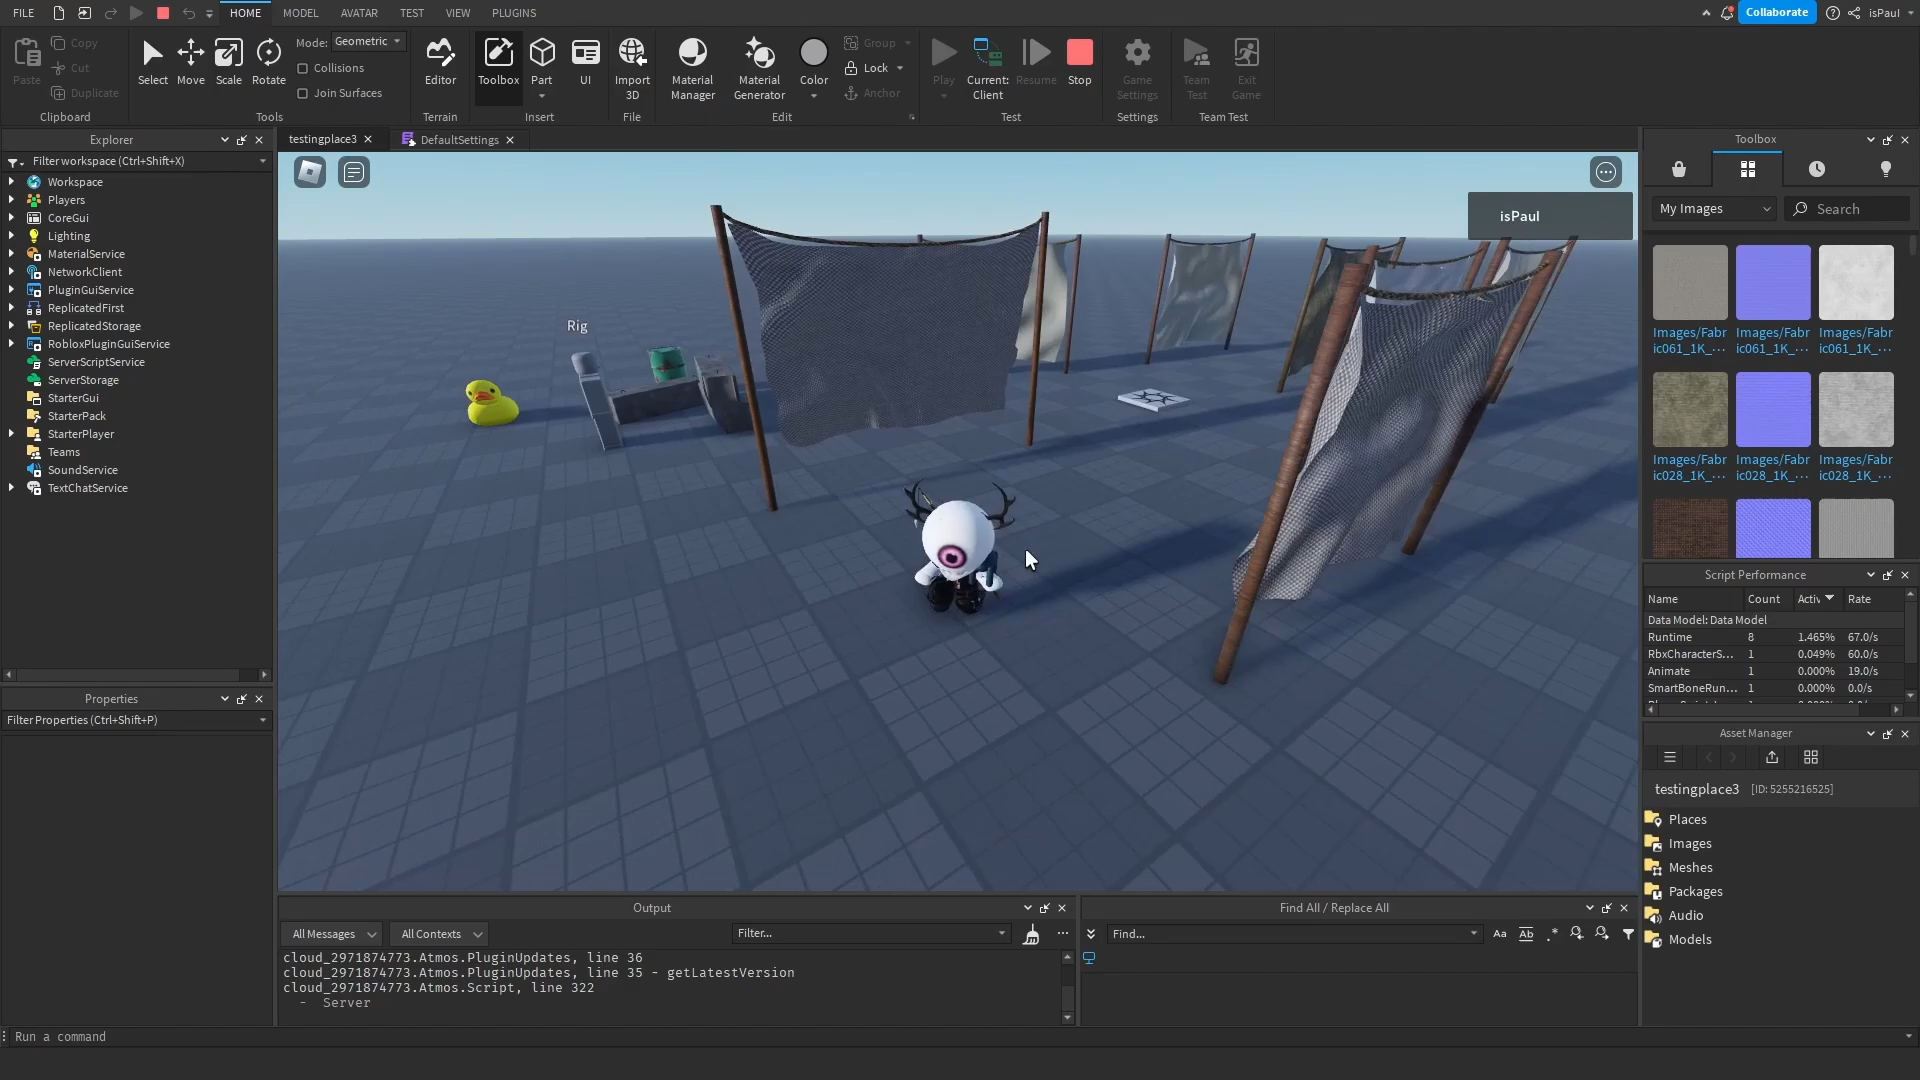 FILE
HOME
MODEL
AVATAR
TEST
VIEW
PLUGINS
Collaborate
isPaul
Paste
Copy
Cut
Duplicate
Clipboard
Select
Move
Scale
Rotate
Mode: Geometric
Collisions
Join Surfaces
Tools
Editor
Terrain
Toolbox
Part
UI
Insert
Import
3D
File
Material
Manager
Material
Generator
Color
Group
Lock
Anchor
Edit
Play
Current:
Client
Resume
Stop
Test
Game
Settings
Settings
Team
Test
Exit
Game
Team Test
Explorer
Filter workspace (Ctrl+Shift+X)
Workspace
Players
CoreGui
Lighting
MaterialService
NetworkClient
PluginGuiService
ReplicatedFirst
ReplicatedStorage
RobloxPluginGuiService
ServerScriptService
ServerStorage
StarterGui
StarterPack
StarterPlayer
Teams
SoundService
TextChatService
Properties
Filter Properties (Ctrl+Shift+P)
testingplace3
DefaultSettings
isPaul
Rig
Toolbox
My Images
Search
Images/Fabr
ic061_1K_...
Images/Fabr
ic061_1K_...
Images/Fabr
ic061_1K_...
Images/Fabr
ic028_1K_...
Images/Fabr
ic028_1K_...
Images/Fabr
ic028_1K_...
Script Performance
Name Count Activ Rate
Data Model: Data Model
Runtime 8 1.465% 67.0/s
RbxCharacterS... 1 0.049% 60.0/s
Animate 1 0.000% 19.0/s
SmartBoneRun... 1 0.000% 0.0/s
Asset Manager
testingplace3 [ID: 5255216525]
Places
Images
Meshes
Packages
Audio
Models
Output
All Messages
All Contexts
Filter...
cloud_2971874773.Atmos.PluginUpdates, line 36
cloud_2971874773.Atmos.PluginUpdates, line 35 - getLatestVersion
cloud_2971874773.Atmos.Script, line 322
- Server
Find All / Replace All
Find...
Aa
Ab
.*
Run a command